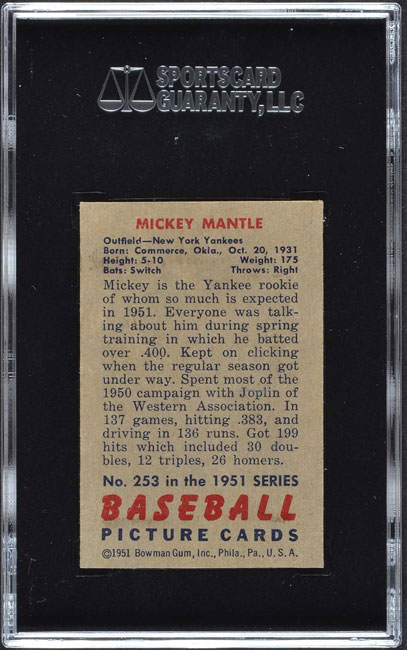 SPORTSCARD
GUARANTY, LLC
MICKEY MANTLE
Outfield—New York Yankees
Born: Commerce, Okla., Oct. 20, 1931
Height: 5-10 Weight: 175
Bats: Switch Throws: Right
Mickey is the Yankee rookie
of whom so much is expected
in 1951. Everyone was talk-
ing about him during spring
training in which he batted
over .400. Kept on clicking
when the regular season got
under way. Spent most of the
1950 campaign with Joplin of
the Western Association. In
137 games, hitting .383, and
driving in 136 runs. Got 199
hits which included 30 dou-
bles, 12 triples, 26 homers.
No. 253 in the 1951 SERIES
BASEBALL
PICTURE CARDS
©1951 Bowman Gum, Inc., Phila., Pa., U. S. A.